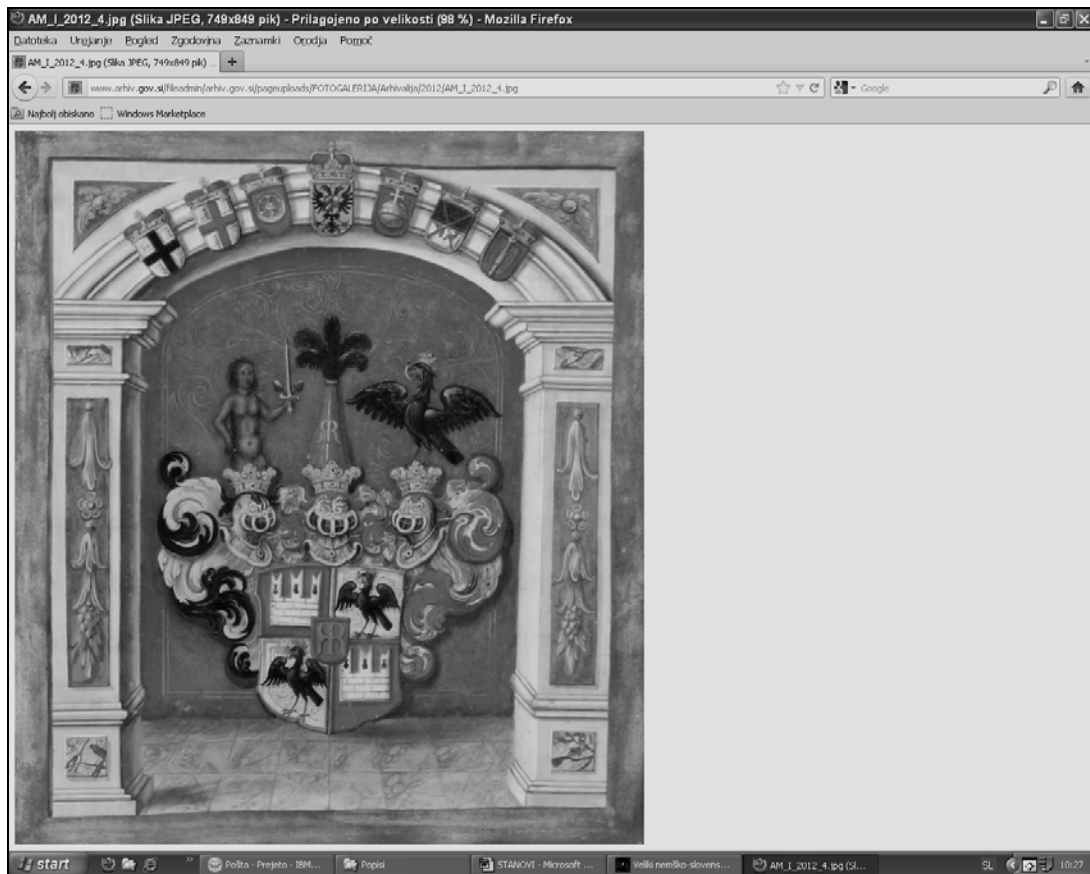 AM_I_2012_4.jpg (Slika JPEG, 749x849 pik) - Prilagojeno po velikosti (98 %) - Mozilla Firefox
Datoteka Urejanje Pogled Zgodovina Zaznamki Orodja Pomoč
AM_I_2012_4.jpg (Slika JPEG, 749x849 pik) ...
www.arhiv.gov.si/fileadmin/arhiv.gov.si/pageuploads/FOTOGALERIJA/Arhivalija/2012/AM_I_2012_4.jpg
Google
Najbolj obiskano Windows Marketplace
start
Pošta - Prejeto - IBM...
Popisi
STANOVI - Microsoft ...
Veliki nemško-slovens...
AM_I_2012_4.jpg (Sl...
SL
10:27